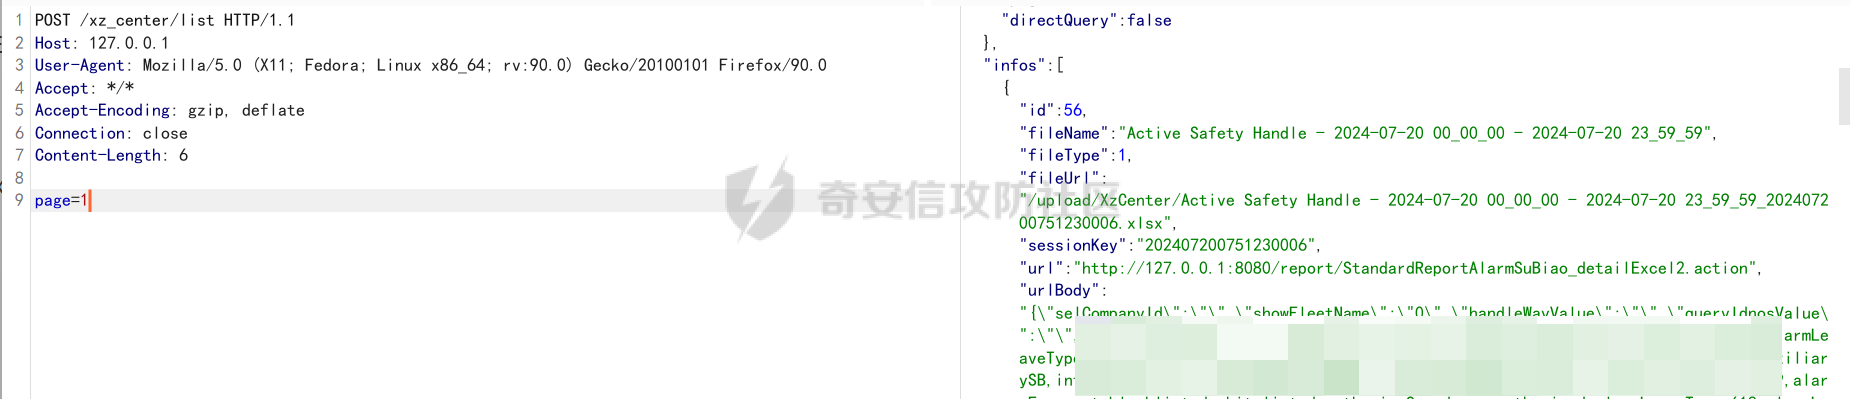 1 POST /xz_center/list HTTP/1.1
2 Host: 127.0.0.1
3 User-Agent: Mozilla/5.0 (X11; Fedora; Linux x86_64; rv:90.0) Gecko/20100101 Firefox/90.0
4 Accept: */*
5 Accept-Encoding: gzip, deflate
6 Connection: close
7 Content-Length: 6
8
9 page=1
"directQuery":false
},
"infos":[
{
"id":56,
"fileName":"Active Safety Handle - 2024-07-20 00_00_00 - 2024-07-20 23_59_59",
"fileType":1,
"fileUrl":
"/upload/XzCenter/Active Safety Handle - 2024-07-20 00_00_00 - 2024-07-20 23_59_59_2024072
00751230006.xlsx",
"sessionKey":"202407200751230006",
"url":"http://127.0.0.1:8080/report/StandardReportAlarmSuBiao_detailExcel2.action",
"urlBody":
"{\"selCompanyId\":\"\",\"showFleetName\":\"0\",\"handleWayValue\":\"\",\"queryIdnosValue\
":\"\", armLe
aveType iliar
ySB,in ,alar
奇安信攻防社区